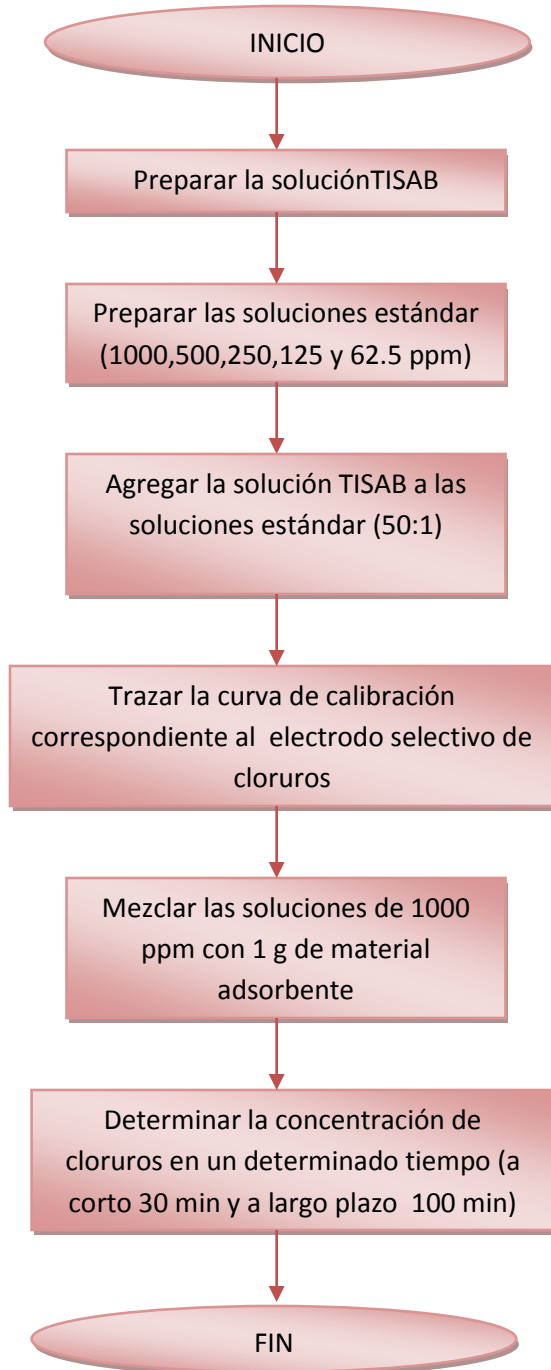 INICIO
Preparar la soluciónTISAB
Preparar las soluciones estándar
(1000,500,250,125 y 62.5 ppm)
Agregar la solución TISAB a las
soluciones estándar (50:1)
Trazar la curva de calibración
correspondiente al electrodo selectivo de
cloruros
Mezclar las soluciones de 1000
ppm con 1 g de material
adsorbente
Determinar la concentración de
cloruros en un determinado tiempo (a
corto 30 min y a largo plazo 100 min)
FIN